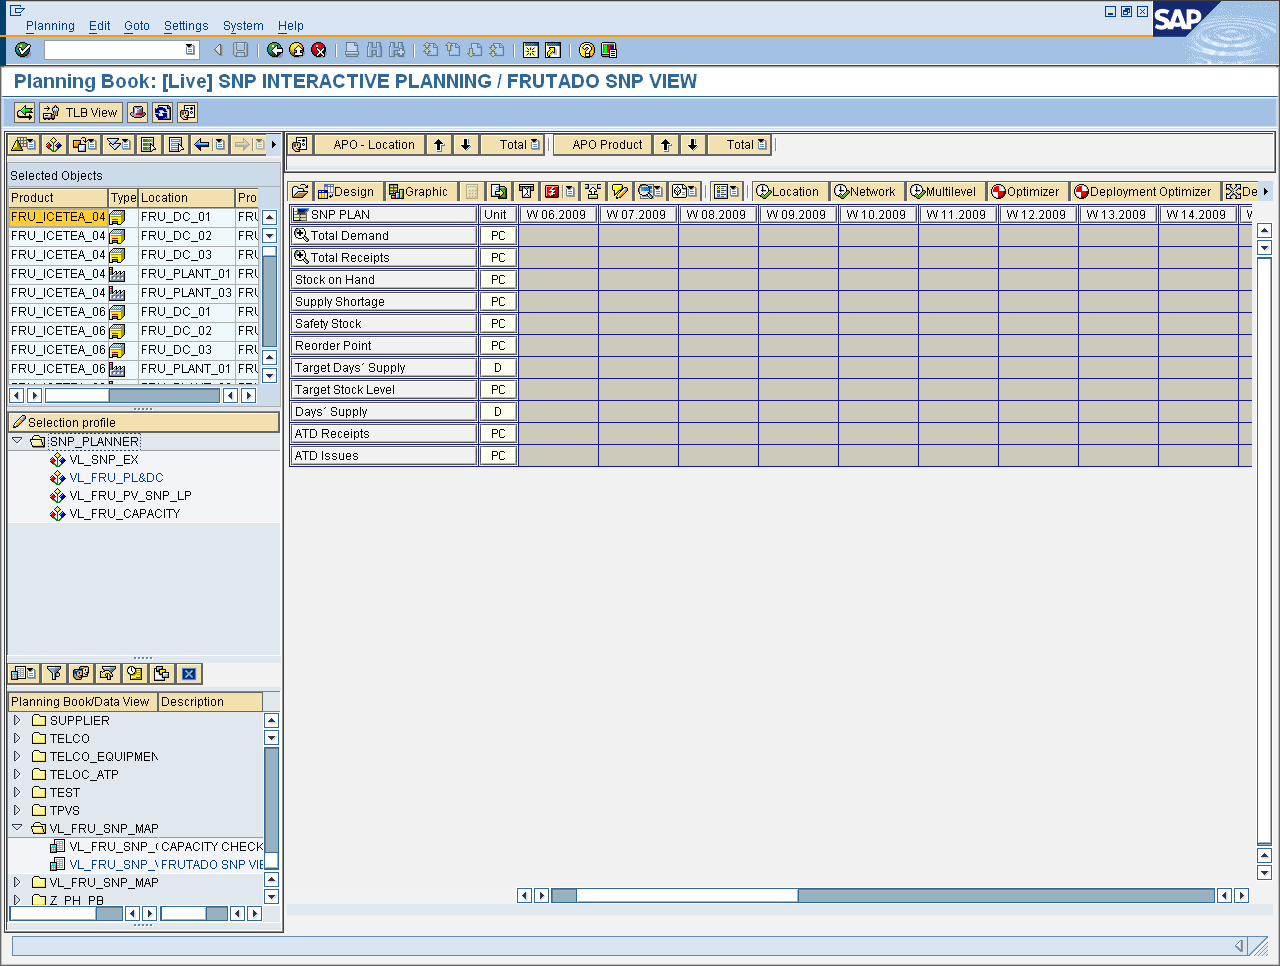 Planning Edit Goto Settings System Help
SAP
Planning Book: [Live] SNP INTERACTIVE PLANNING / FRUTADO SNP VIEW
TLB View
APO - Location Total APO Product Total
Selected Objects
Product Type Location Pro
FRU_ICETEA_04 FRU_DC_01 FRU
FRU_ICETEA_04 FRU_DC_02 FRU
FRU_ICETEA_04 FRU_DC_03 FRU
FRU_ICETEA_04 FRU_PLANT_01 FRU
FRU_ICETEA_04 FRU_PLANT_03 FRU
FRU_ICETEA_06 FRU_DC_01 FRU
FRU_ICETEA_06 FRU_DC_02 FRU
FRU_ICETEA_06 FRU_DC_03 FRU
FRU_ICETEA_06 FRU_PLANT_01 FRU
Selection profile
SNP_PLANNER
VL_SNP_EX
VL_FRU_PL&DC
VL_FRU_PV_SNP_LP
VL_FRU_CAPACITY
Planning Book/Data View Description
SUPPLIER
TELCO
TELCO_EQUIPMEN
TELOC_ATP
TEST
TPVS
VL_FRU_SNP_MAP
VL_FRU_SNP_( CAPACITY CHECK
VL_FRU_SNP_\ FRUTADO SNP VIE
VL_FRU_SNP_MAP
Z_PH_PB
Design Graphic Location Network Multilevel Optimizer Deployment Optimizer De
SNP PLAN Unit W 06.2009 W 07.2009 W 08.2009 W 09.2009 W 10.2009 W 11.2009 W 12.2009 W 13.2009 W 14.2009
Total Demand PC
Total Receipts PC
Stock on Hand PC
Supply Shortage PC
Safety Stock PC
Reorder Point PC
Target Days´ Supply D
Target Stock Level PC
Days´ Supply D
ATD Receipts PC
ATD Issues PC